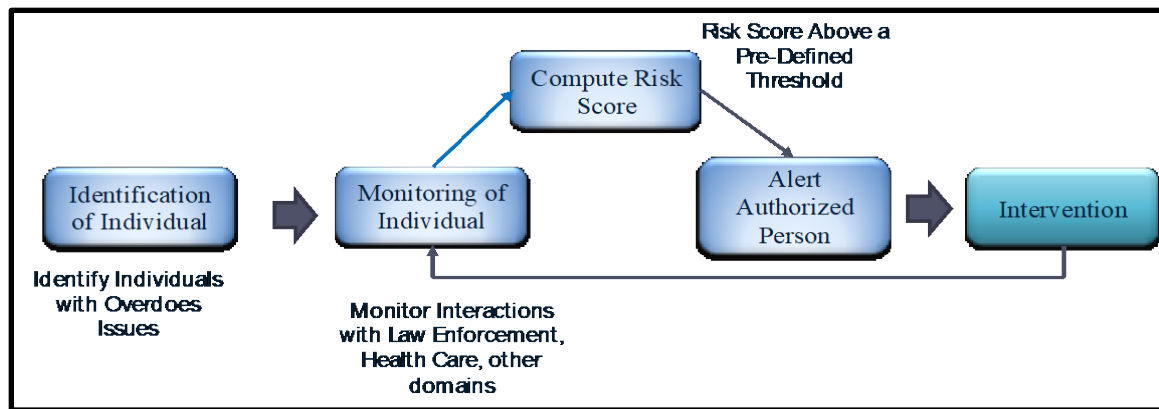 Identification
of Individual
Identify Individuals
with Overdoes
Issues
Monitoring of
Individual
Monitor Interactions
with Law Enforcement,
Health Care, other
domains
Compute Risk
Score
Risk Score Above a
Pre-Defined
Threshold
Alert
Authorized
Person
Intervention